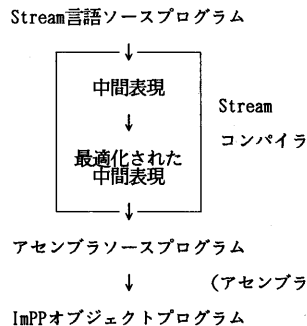 Stream言語ソースプログラム
↓
中間表現
↓
Stream
コンパイラ
最適化された
中間表現
↓
アセンブラソースプログラム
↓
(アセンブラ
ImPPオブジェクトプログラム